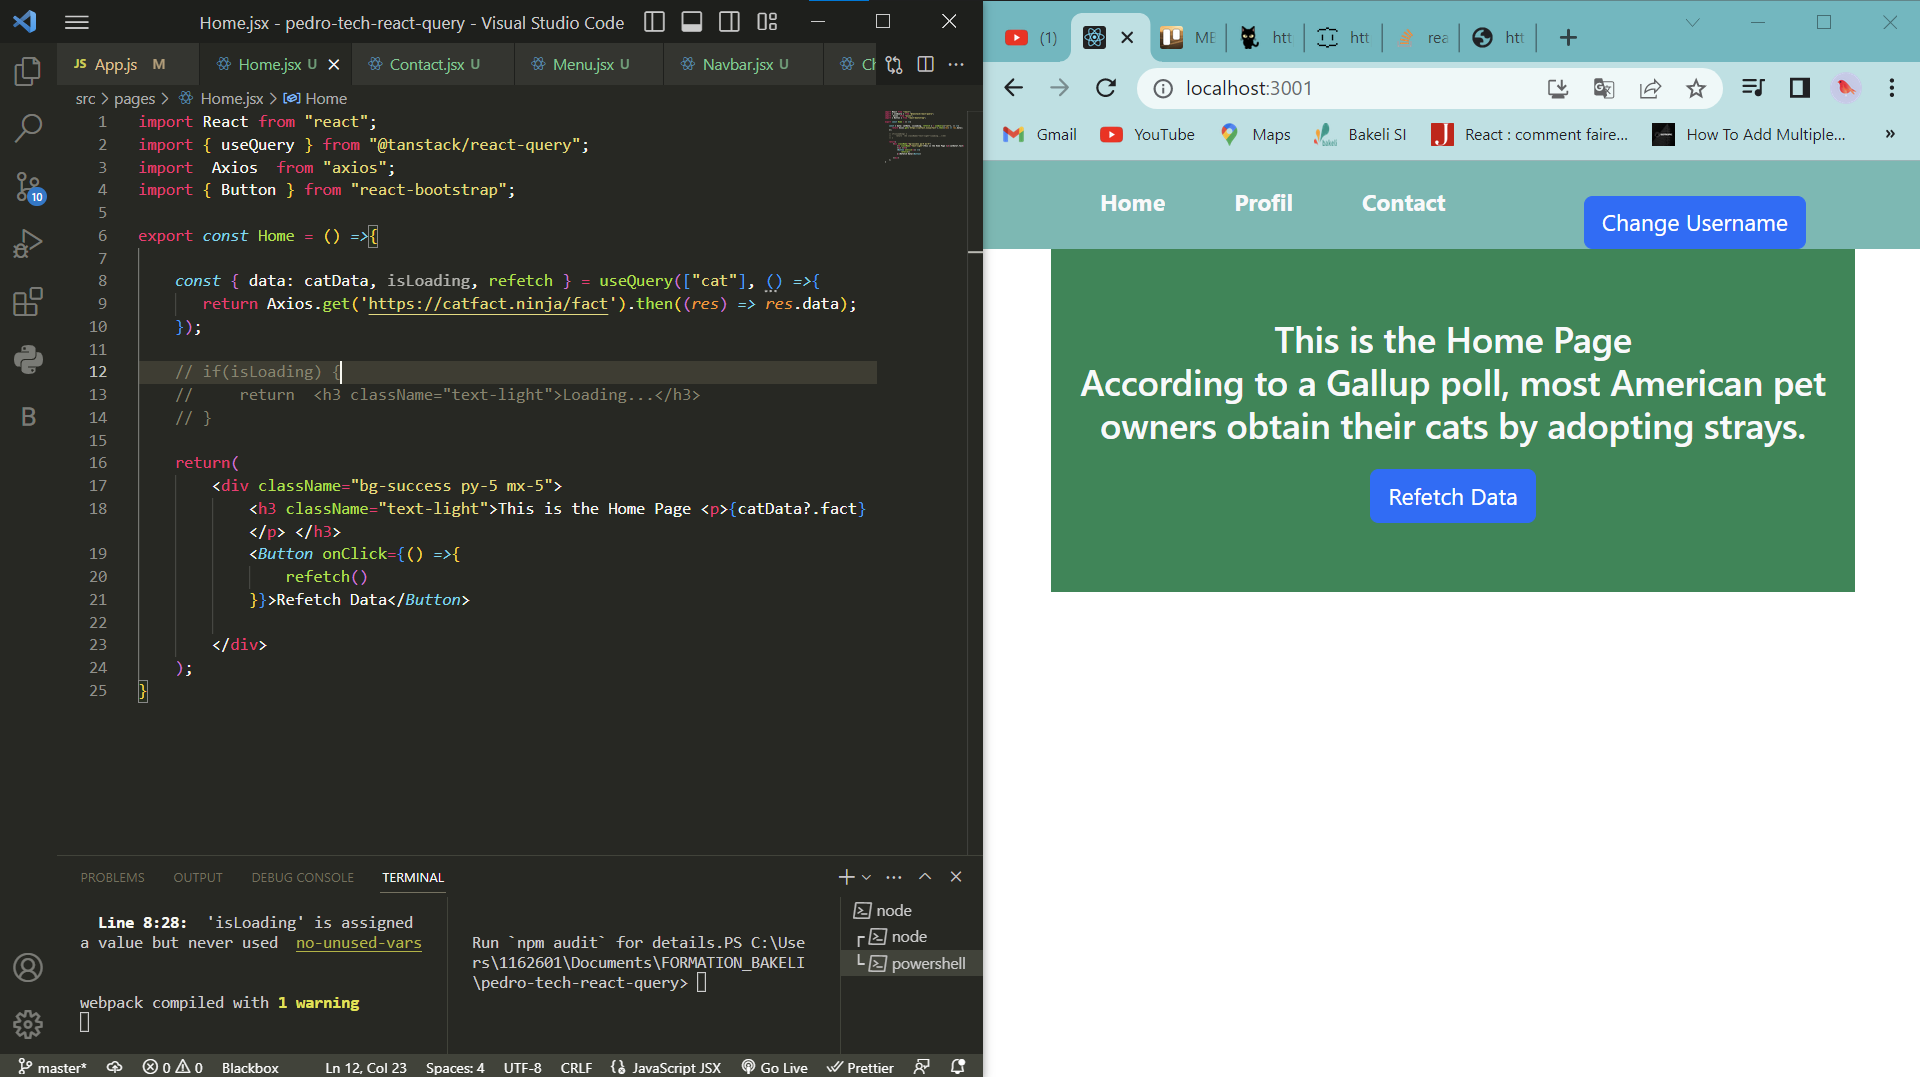 Home.jsx - pedro-tech-react-query - Visual Studio Code
JS App.js M
Home.jsx U
Contact.jsx U
Menu.jsx U
Navbar.jsx U
Ch
src > pages > Home.jsx > Home
1 import React from "react";
2 import { useQuery } from "@tanstack/react-query";
3 import  Axios  from "axios";
4 import { Button } from "react-bootstrap";
5
6 export const Home = () =>{
7
8 const { data: catData, isLoading, refetch } = useQuery(["cat"], () =>{
9 return Axios.get('https://catfact.ninja/fact').then((res) => res.data);
10 });
11
12 // if(isLoading) {
13 //     return  <h3 className="text-light">Loading...</h3>
14 // }
15
16 return(
17 <div className="bg-success py-5 mx-5">
18 <h3 className="text-light">This is the Home Page <p>{catData?.fact}
</p> </h3>
19 <Button onClick={() =>{
20 refetch()
21 }}>Refetch Data</Button>
22
23 </div>
24 );
25 }
10
B
PROBLEMS
OUTPUT
DEBUG CONSOLE
TERMINAL
Line 8:28:  'isLoading' is assigned
a value but never used  no-unused-vars
webpack compiled with 1 warning
Run `npm audit` for details.PS C:\Use
rs\1162601\Documents\FORMATION_BAKELI
\pedro-tech-react-query>
node
node
powershell
master*
0
0
Blackbox
Ln 12, Col 23
Spaces: 4
UTF-8
CRLF
JavaScript JSX
Go Live
Prettier
(1)
htt
htt
rea
htt
localhost:3001
Gmail
YouTube
Maps
Bakeli SI
React : comment faire...
How To Add Multiple...
»
Home
Profil
Contact
Change Username
This is the Home Page
According to a Gallup poll, most American pet
owners obtain their cats by adopting strays.
Refetch Data